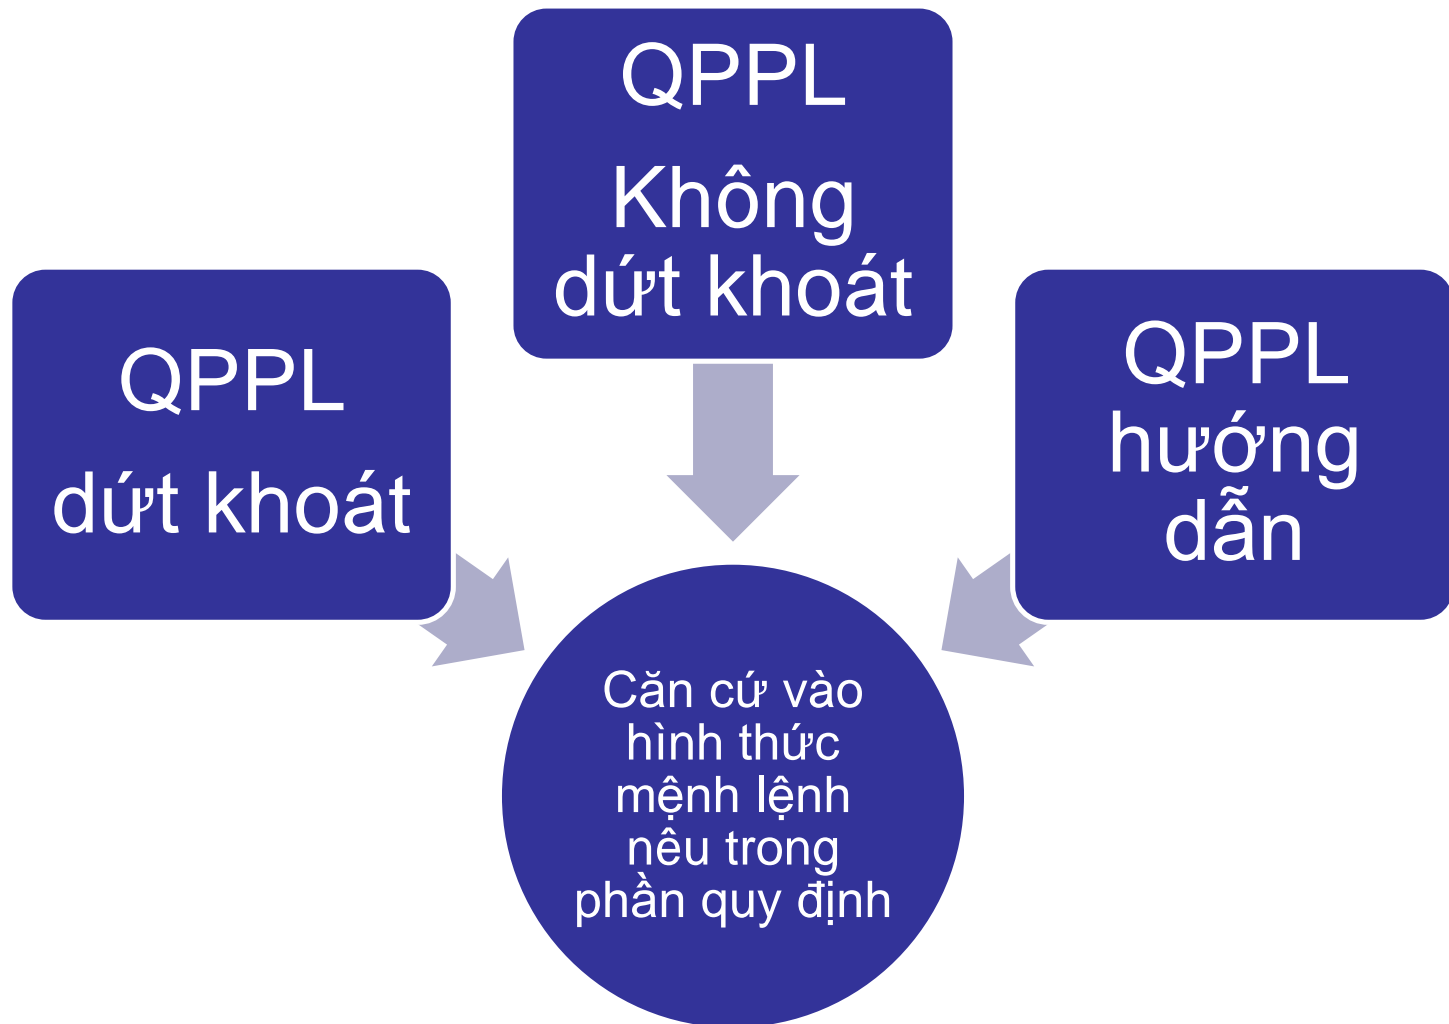 QPPL
dứt khoát
QPPL
Không
dứt khoát
QPPL
hướng
dẫn
Căn cứ vào
hình thức
mệnh lệnh
nêu trong
phần quy định